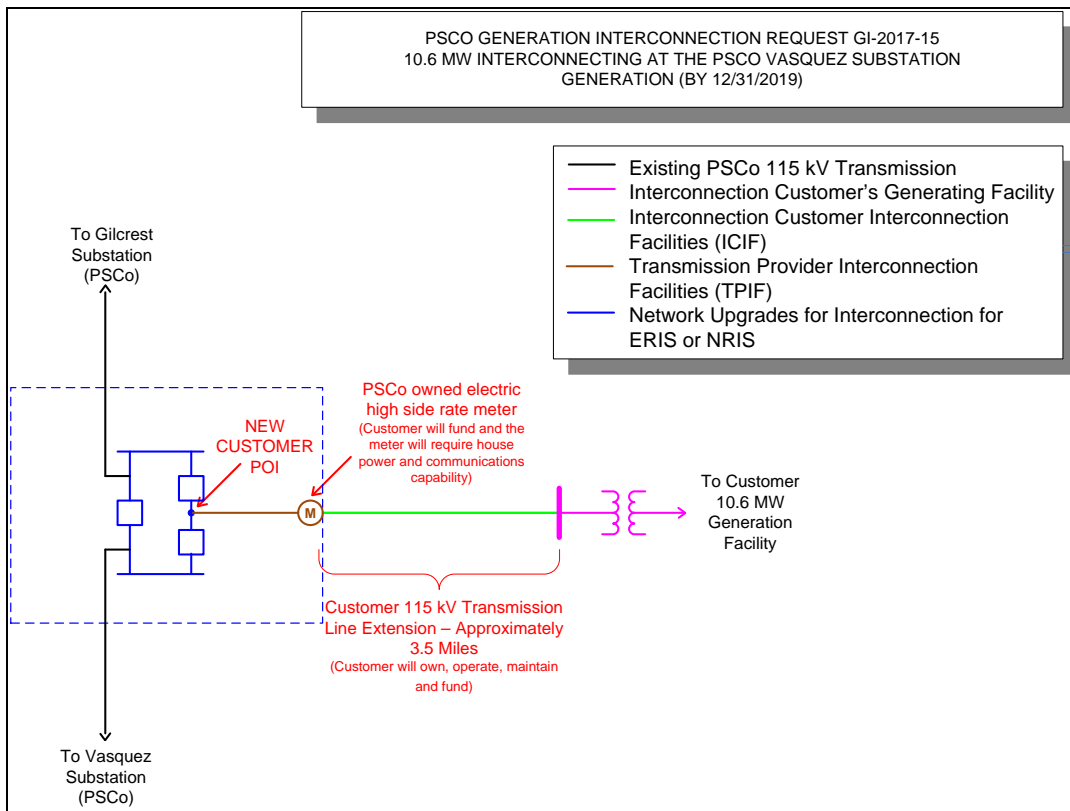 PSCO GENERATION INTERCONNECTION REQUEST GI-2017-15
10.6 MW INTERCONNECTING AT THE PSCO VASQUEZ SUBSTATION
GENERATION (BY 12/31/2019)
Existing PSCo 115 kV Transmission
Interconnection Customer's Generating Facility
Interconnection Customer Interconnection
Facilities (ICIF)
Transmission Provider Interconnection
Facilities (TPIF)
Network Upgrades for Interconnection for
ERIS or NRIS
To Gilcrest
Substation
(PSCo)
PSCo owned electric
high side rate meter
(Customer will fund and the
meter will require house
power and communications
capability)
NEW
CUSTOMER
POI
M
To Customer
10.6 MW
Generation
Facility
Customer 115 kV Transmission
Line Extension – Approximately
3.5 Miles
(Customer will own, operate, maintain
and fund)
To Vasquez
Substation
(PSCo)